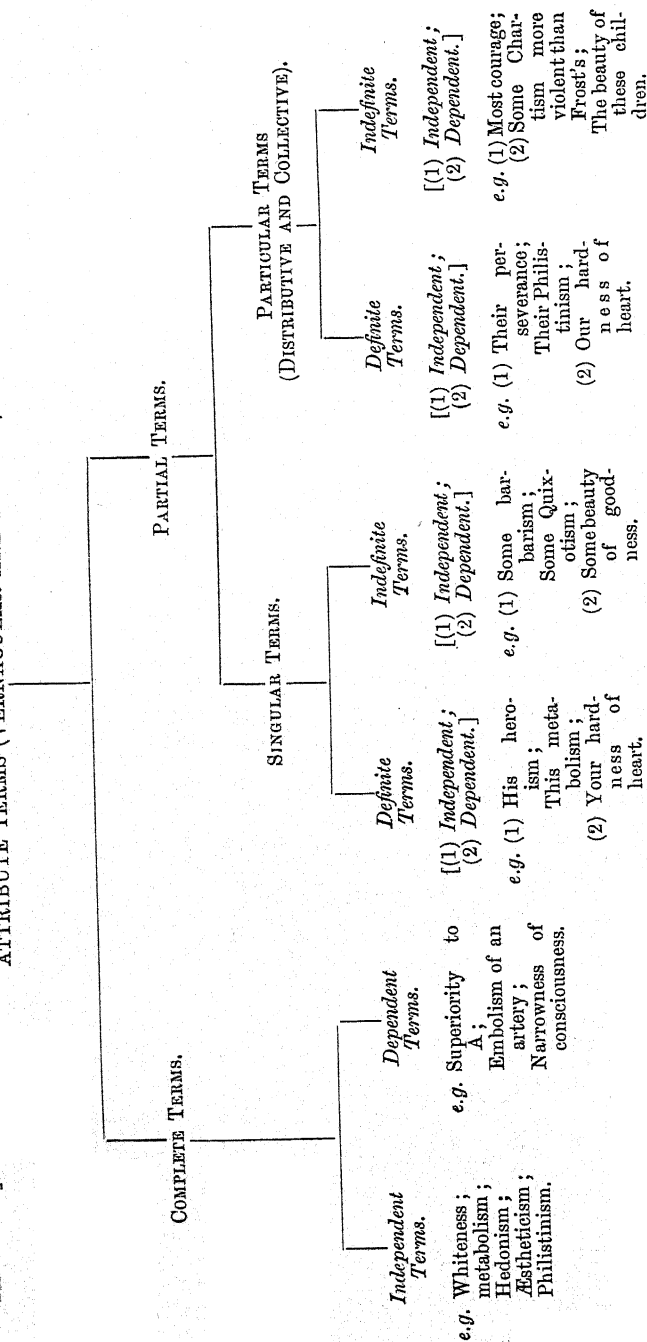 ATTRIBUTE TERMS
COMPLETE TERMS.
PARTIAL TERMS.
SINGULAR TERMS.
PARTICULAR TERMS
(DISTRIBUTIVE AND COLLECTIVE).
Independent
Terms.
e.g. Whiteness;
metabolism;
Hedonism;
Æstheticism;
Philistinism.
Dependent
Terms.
e.g. Superiority to
A;
Embolism of an
artery;
Narrowness of
consciousness.
Definite
Terms.
[(1) Independent;
(2) Dependent.]
e.g. (1) His hero-
ism;
This meta-
bolism;
(2) Your hard-
ness of
heart.
Indefinite
Terms.
[(1) Independent;
(2) Dependent.]
e.g. (1) Some bar-
barism;
Some Quix-
otism;
(2) Some beauty
of good-
ness.
Definite
Terms.
[(1) Independent;
(2) Dependent.]
e.g. (1) Their per-
severance;
Their Philis-
tinism;
(2) Our hard-
ness of
heart.
Indefinite
Terms.
[(1) Independent;
(2) Dependent.]
e.g. (1) Most courage;
(2) Some Char-
tism more
violent than
Frost's;
The beauty of
these chil-
dren.